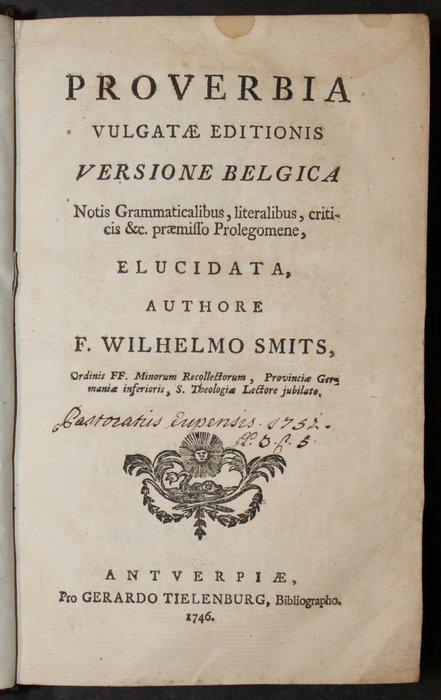 PROVERBIA
VULGATÆ EDITIONIS
VERSIONE BELGICA
Notis Grammaticalibus, literalibus, criti-
cis &c. præmiſſo Prolegomene,
ELUCIDATA,
AUTHORE
F. WILHELMO SMITS,
Ordinis FF. Minorum Recollectorum, Provinciæ Ger-
maniæ inferioris, S. Theologiæ Lectore jubilato.
Pastoratus Eupensis. 1752.
ANTVERPIÆ,
Pro GERARDO TIELENBURG, Bibliographo.
1746.